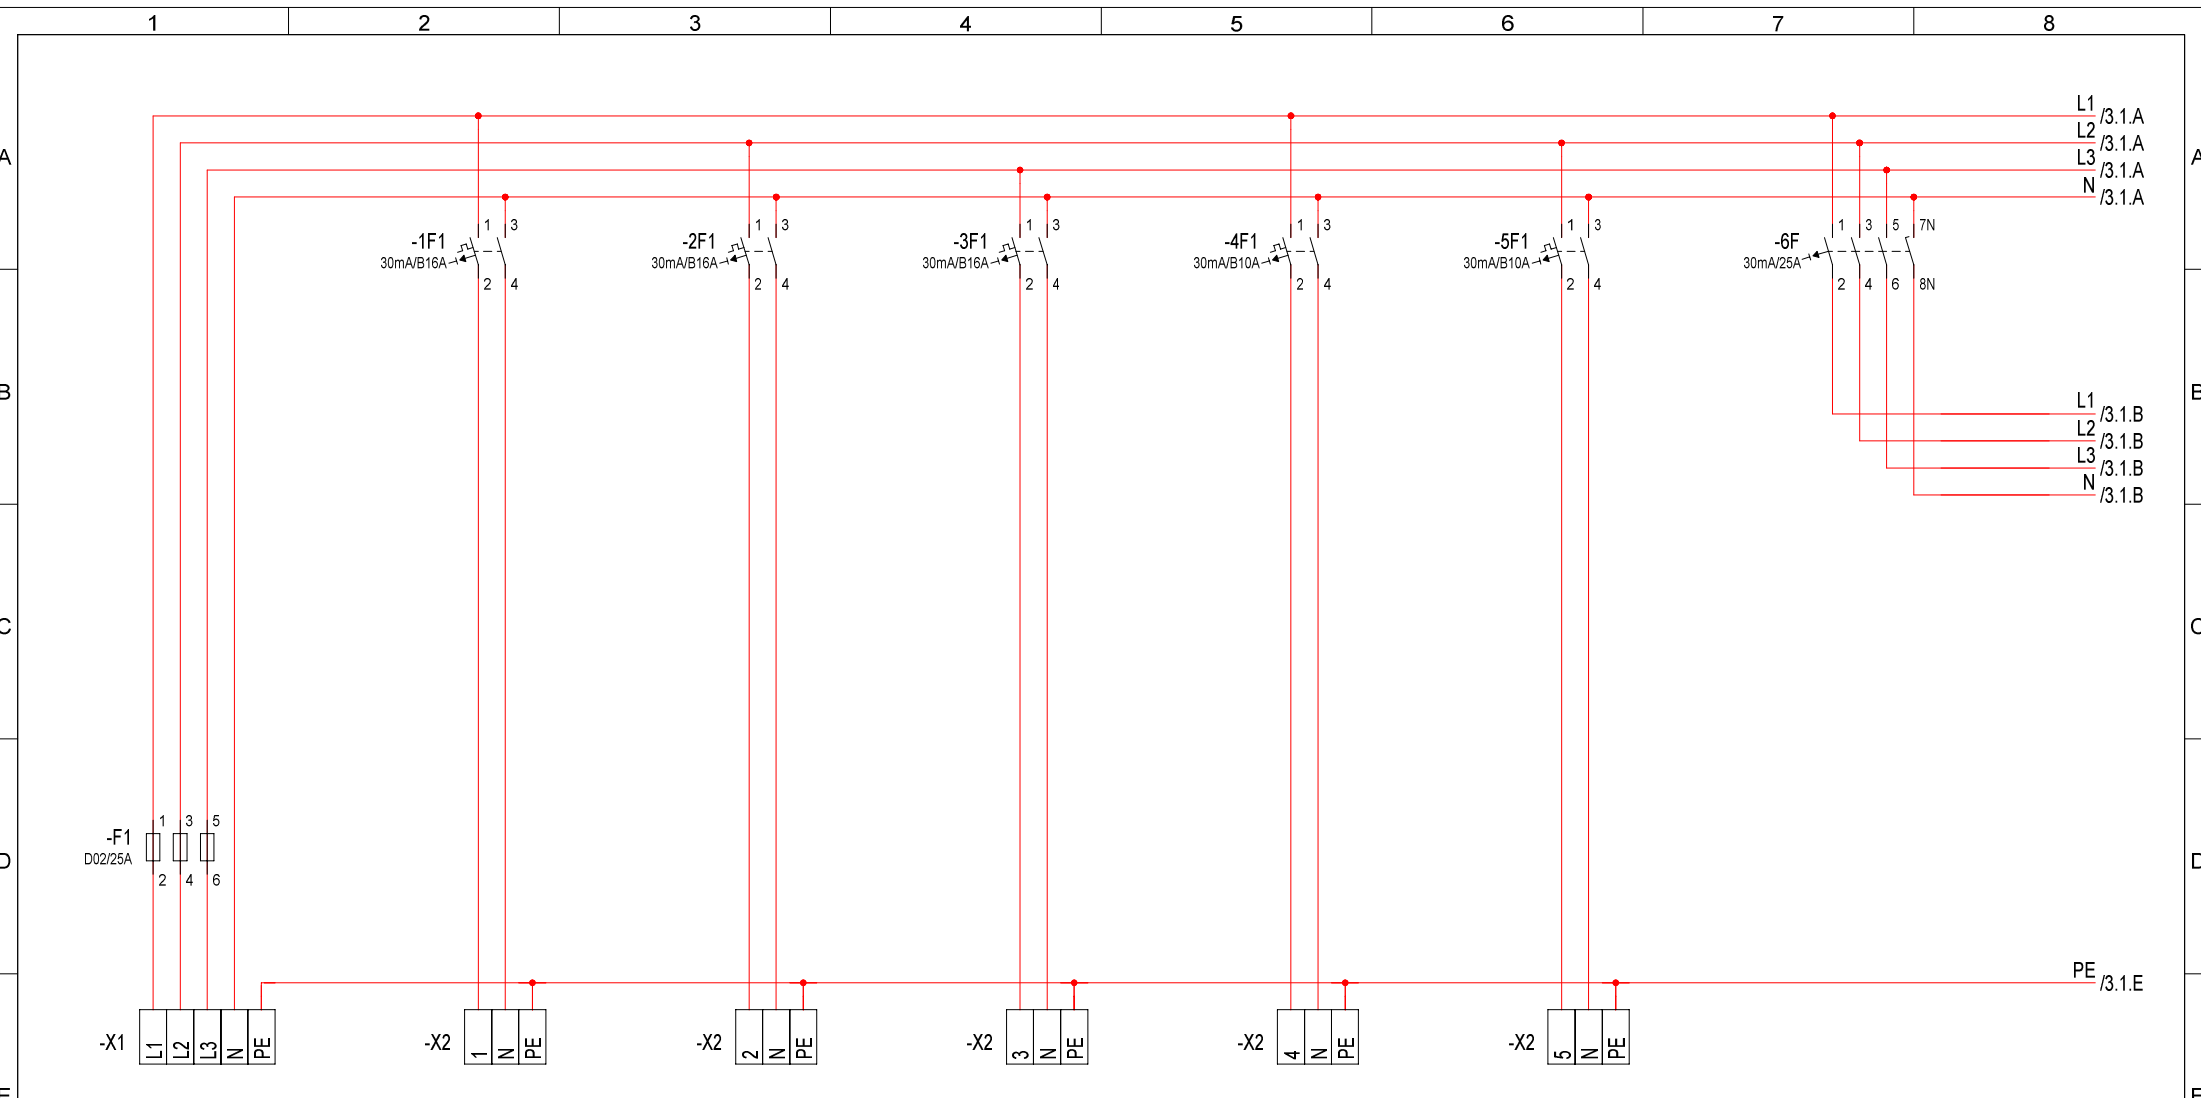 1 2 3 4 5 6 7 8
L1 /3.1.A
L2 /3.1.A
A L3 /3.1.A A
N /3.1.A
1 3 1 3 1 3 1 3 1 3 1 3 5 7N
-1F1 -2F1 -3F1 -4F1 -5F1 -6F
30mA/B16A 30mA/B16A 30mA/B16A 30mA/B10A 30mA/B10A 30mA/25A
2 4 2 4 2 4 2 4 2 4 2 4 6 8N
B L1 /3.1.B B
L2 /3.1.B
L3 /3.1.B
N /3.1.B
C C
1 3 5
-F1
D D02/25A D
2 4 6
PE /3.1.E
-X1 L1 L2 L3 N PE -X2 1 N PE -X2 2 N PE -X2 3 N PE -X2 4 N PE -X2 5 N PE